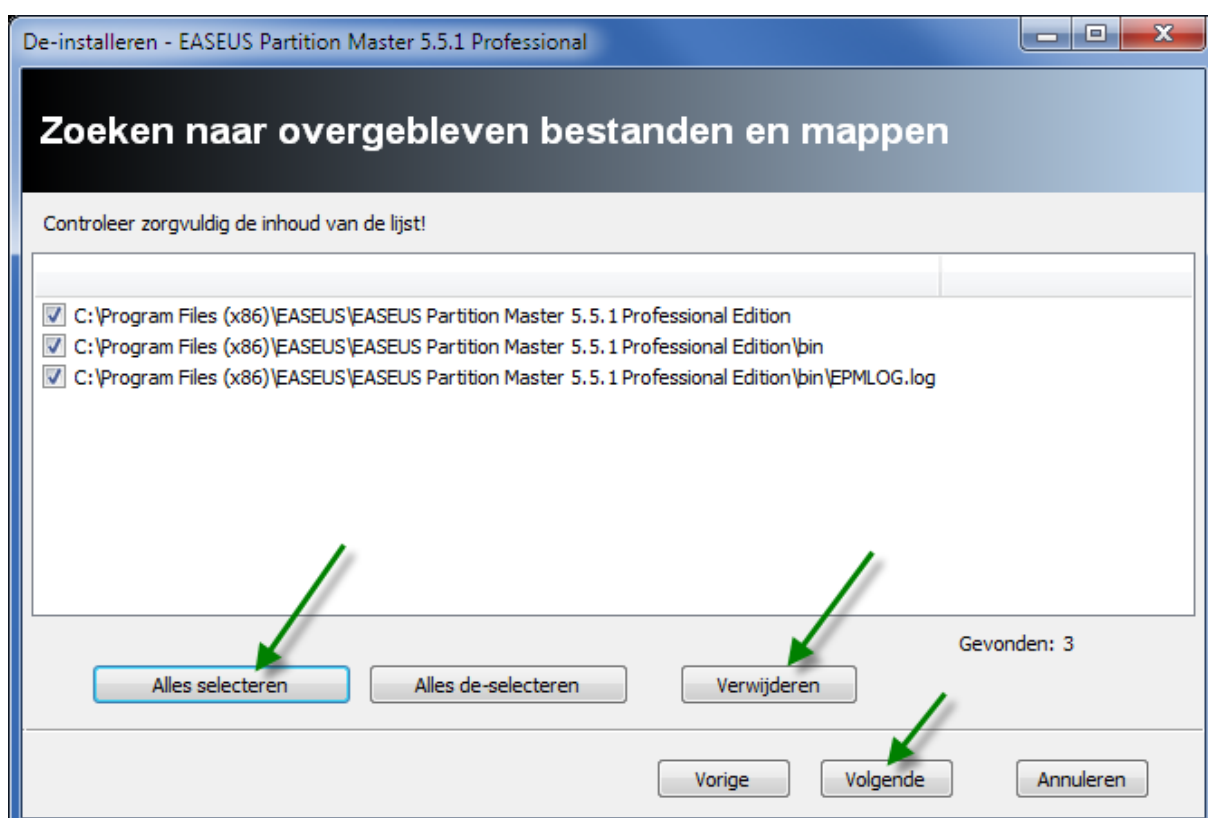 De-installeren - EASEUS Partition Master 5.5.1 Professional
Zoeken naar overgebleven bestanden en mappen
Controleer zorgvuldig de inhoud van de lijst!
C:\Program Files (x86)\EASEUS\EASEUS Partition Master 5.5.1 Professional Edition
C:\Program Files (x86)\EASEUS\EASEUS Partition Master 5.5.1 Professional Edition\bin
C:\Program Files (x86)\EASEUS\EASEUS Partition Master 5.5.1 Professional Edition\bin\EPMLOG.log
Gevonden: 3
Alles selecteren Alles de-selecteren Verwijderen
Vorige Volgende Annuleren